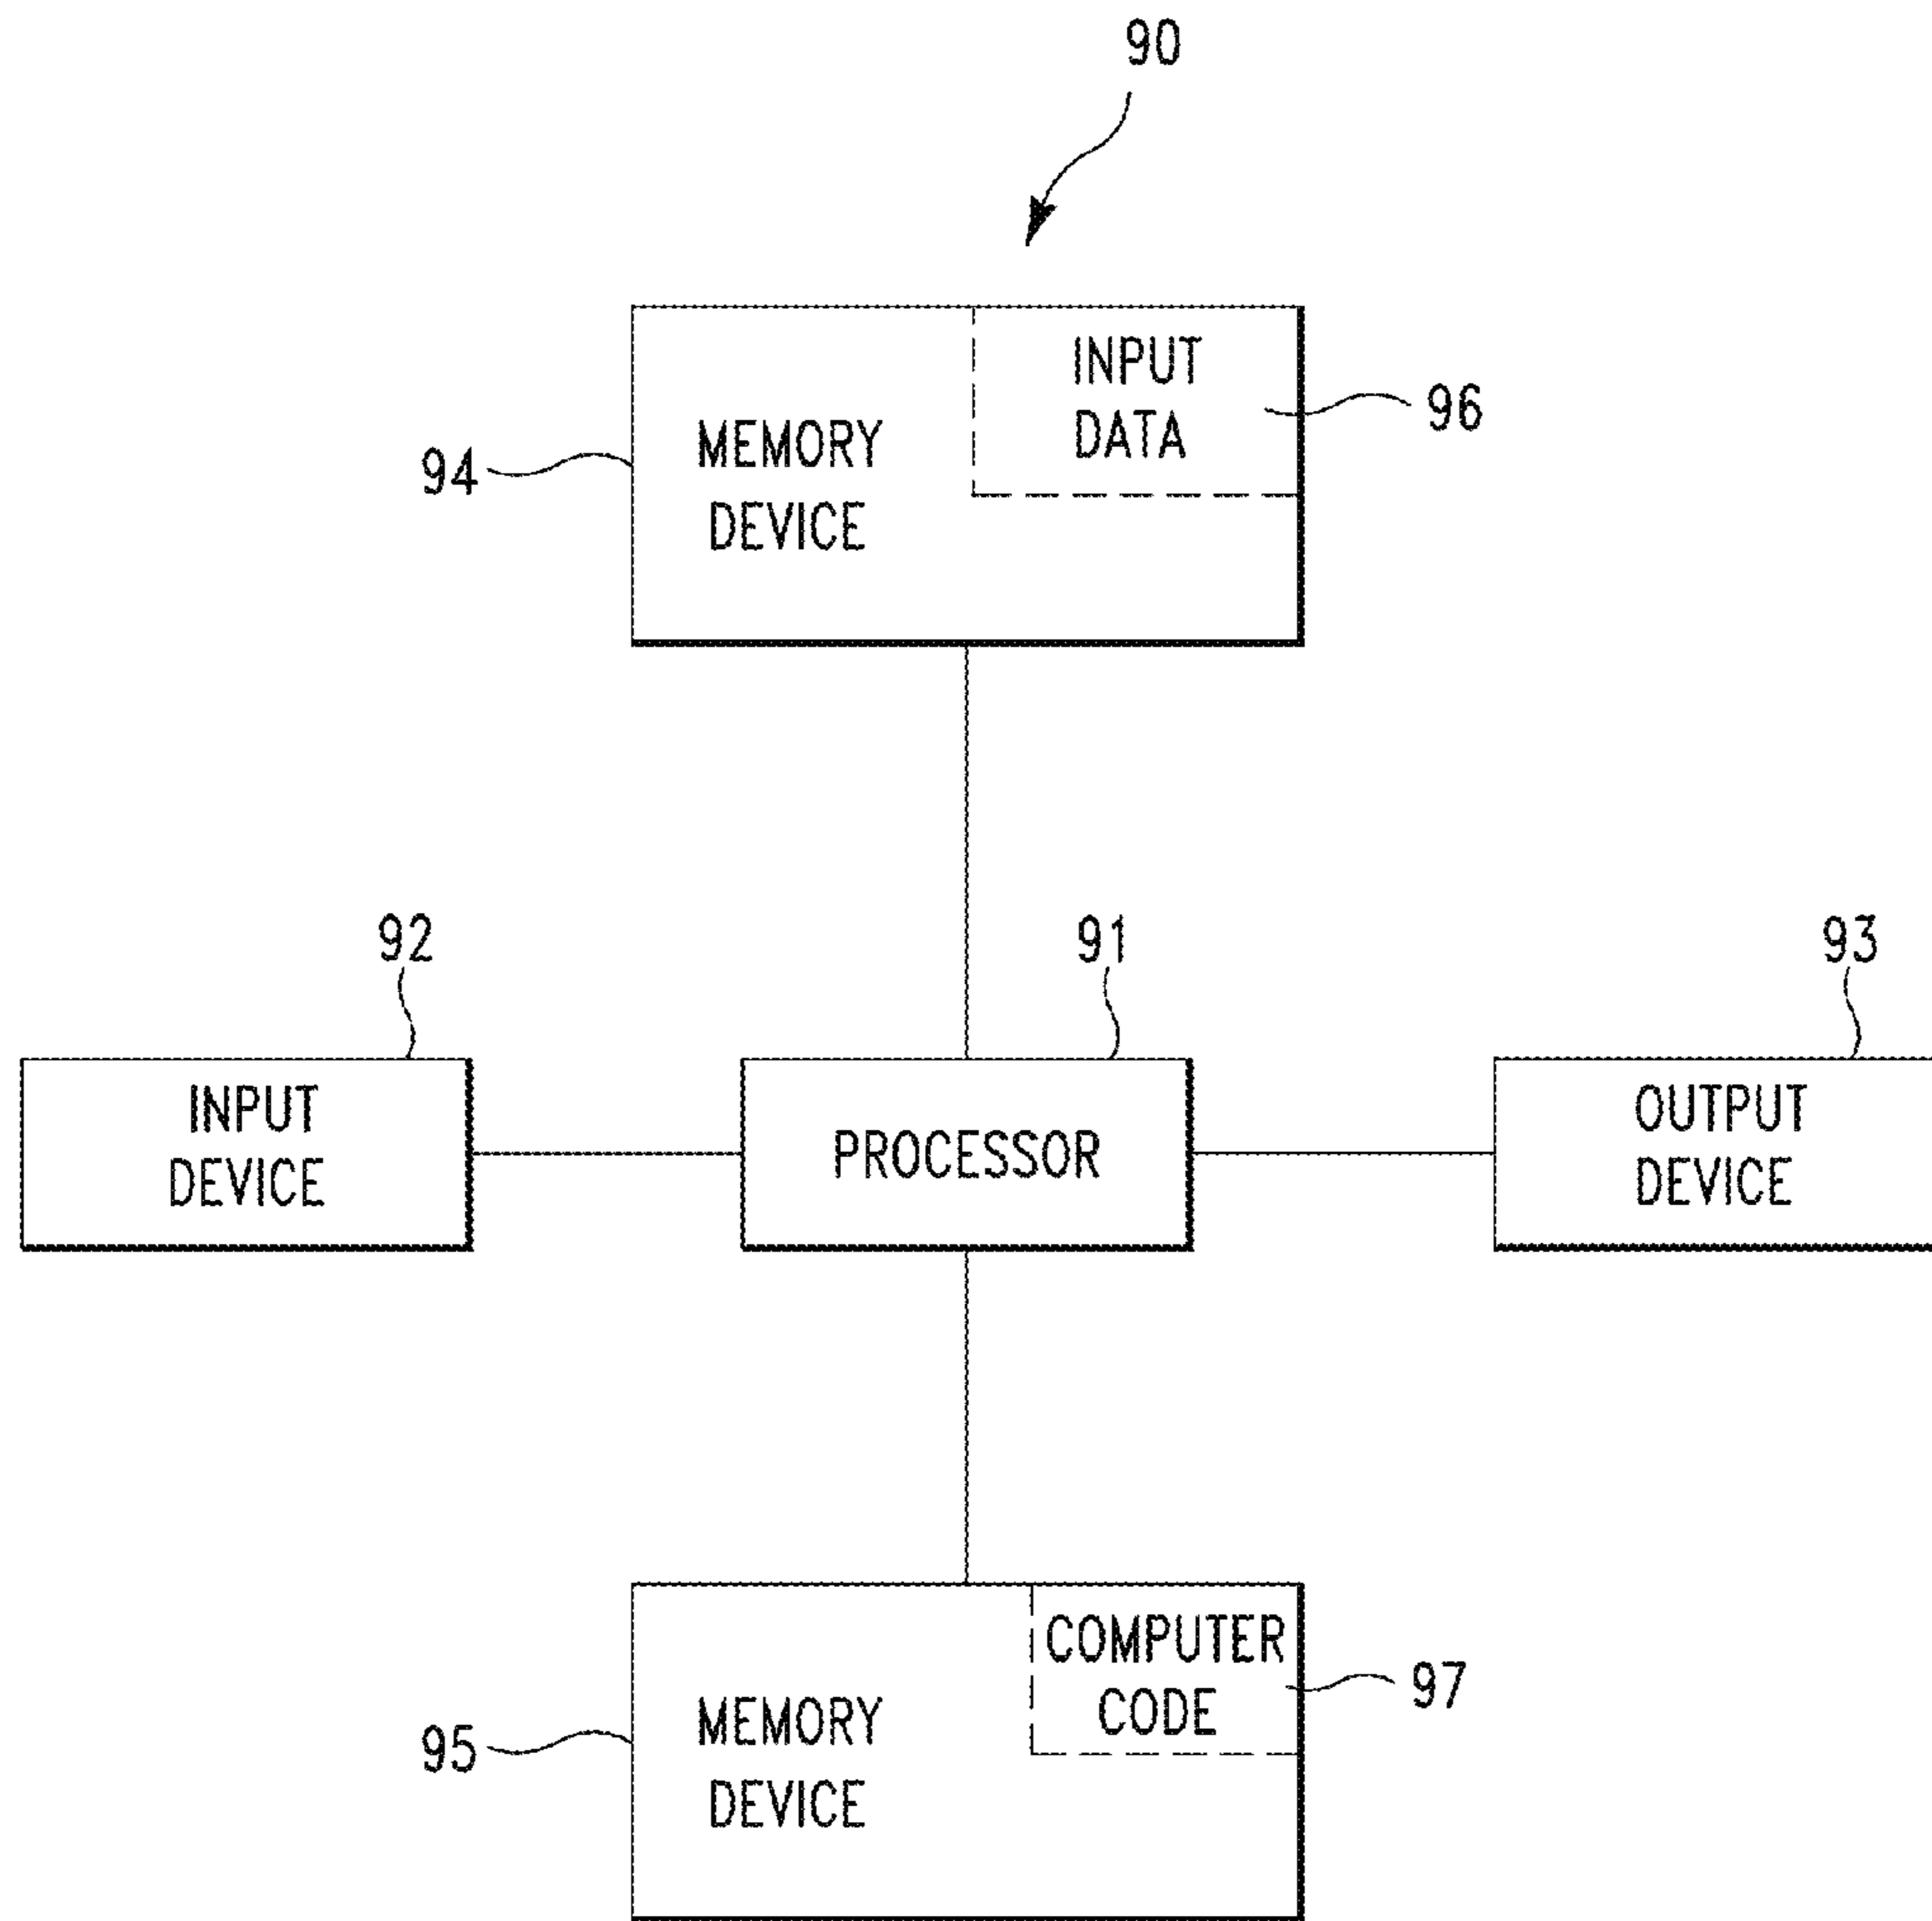 90
INPUT
DATA
96
MEMORY
DEVICE
94
92
91
93
INPUT
DEVICE
PROCESSOR
OUTPUT
DEVICE
COMPUTER
CODE
97
MEMORY
DEVICE
95